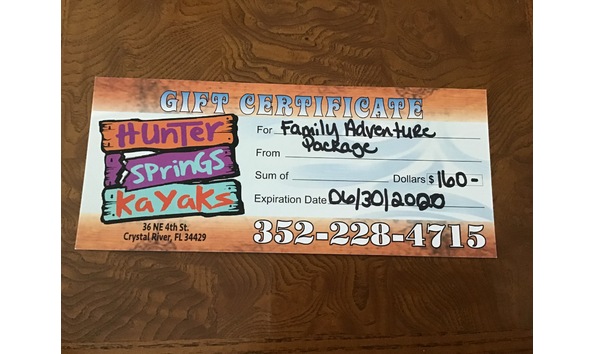 GIFT CERTIFICATE
HUNTER
SPRINGS
KAYAKS
36 NE 4th St.
Crystal River, FL 34429
For Family Adventure
Package
From
Sum of Dollars $ 160-
Expiration Date 06/30/2020
352-228-4715